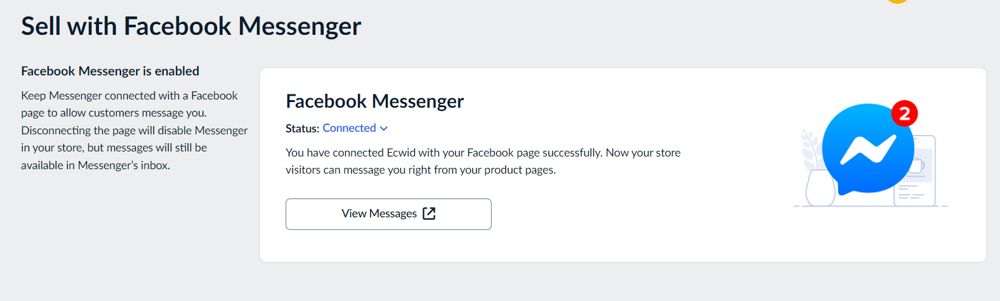 Sell with Facebook Messenger
Facebook Messenger is enabled
Keep Messenger connected with a Facebook
page to allow customers message you.
Disconnecting the page will disable Messenger
in your store, but messages will still be
available in Messenger's inbox.
Facebook Messenger
Status: Connected
You have connected Ecwid with your Facebook page successfully. Now your store
visitors can message you right from your product pages.
View Messages
2